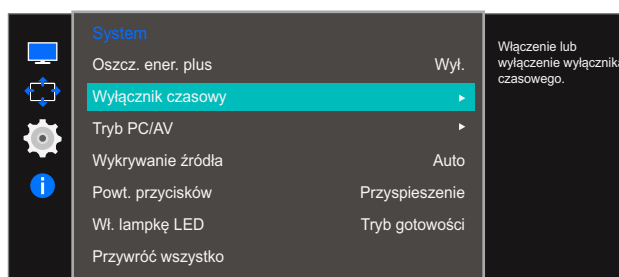 System
Oszcz. ener. plus Wył.
Wyłącznik czasowy
Tryb PC/AV
Wykrywanie źródła Auto
Powt. przycisków Przyspieszenie
Wł. lampkę LED Tryb gotowości
Przywróć wszystko
Włączenie lub
wyłączenie wyłącznika
czasowego.